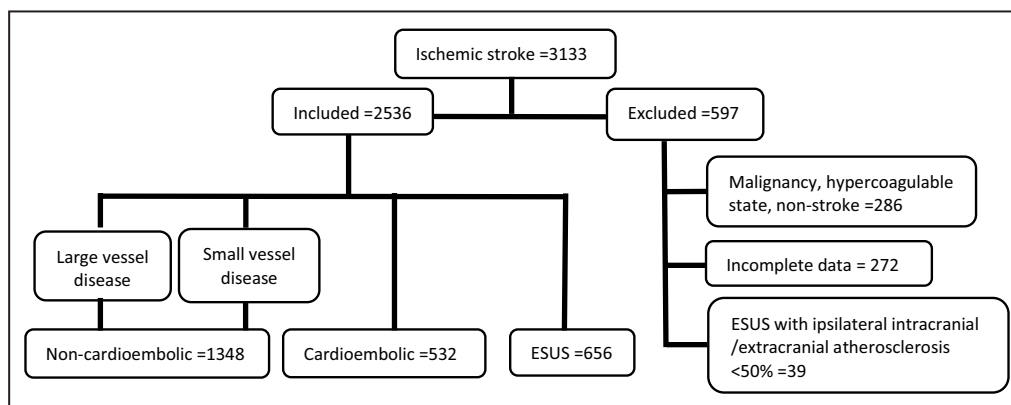 Ischemic stroke =3133
Included =2536
Excluded =597
Malignancy, hypercoagulable
state, non-stroke =286
Large vessel
disease
Small vessel
disease
Incomplete data = 272
Non-cardioembolic =1348
Cardioembolic =532
ESUS =656
ESUS with ipsilateral intracranial
/extracranial atherosclerosis
<50% =39